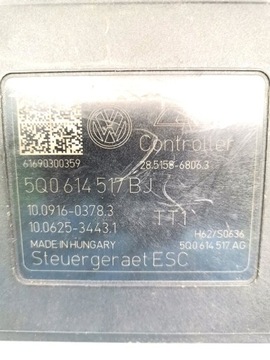 Controller
61690300359 28.5158-6806.3
5Q0 614 517 BJ
10.0916-0378.3
TT1
10.0625-3443.1
H62/S0636
MADE IN HUNGARY 5Q0 614 517 AG
Steuergeraet ESC